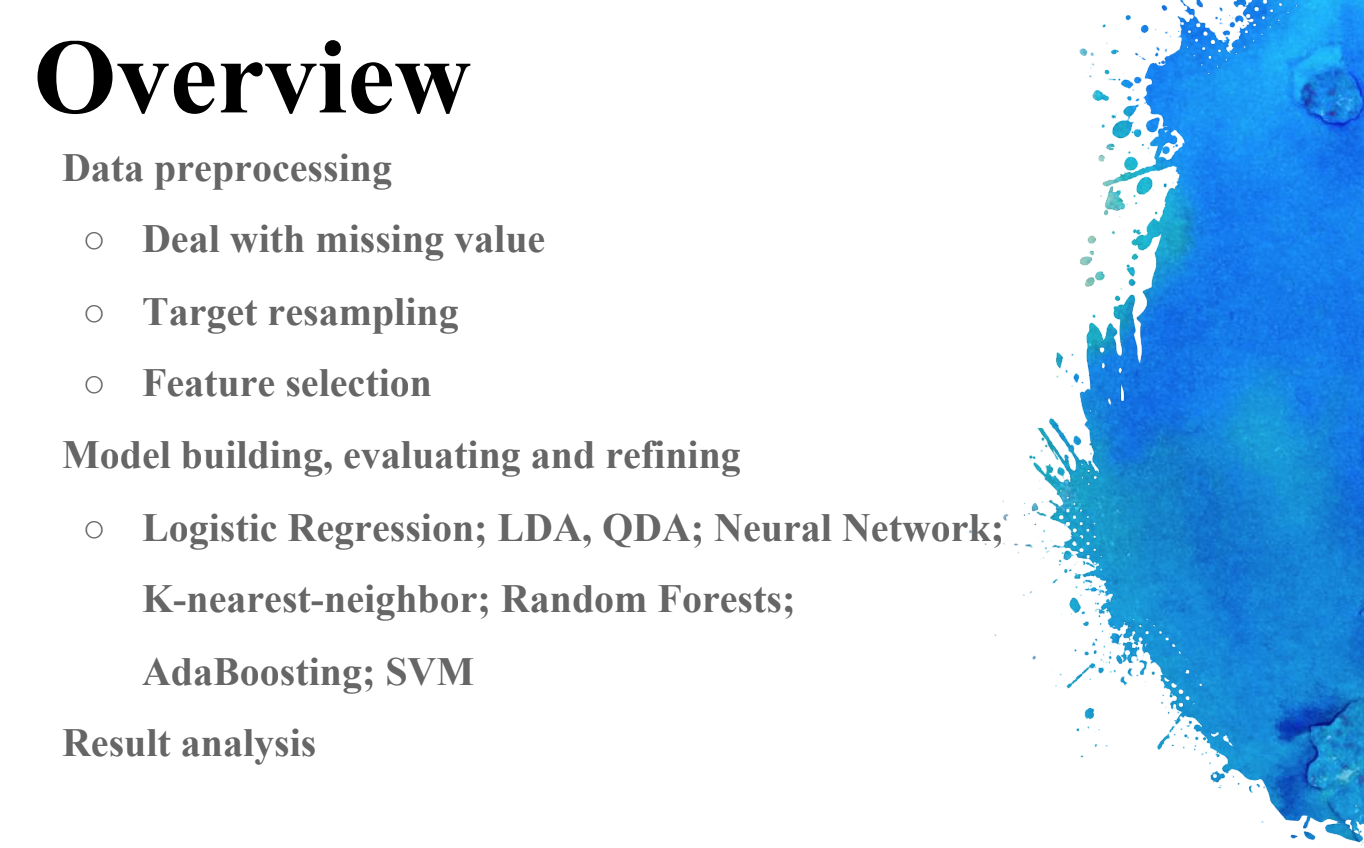 Overview
Data preprocessing
○ Deal with missing value
○ Target resampling
○ Feature selection
Model building, evaluating and refining
○ Logistic Regression; LDA, QDA; Neural Network;
K-nearest-neighbor; Random Forests;
AdaBoosting; SVM
Result analysis